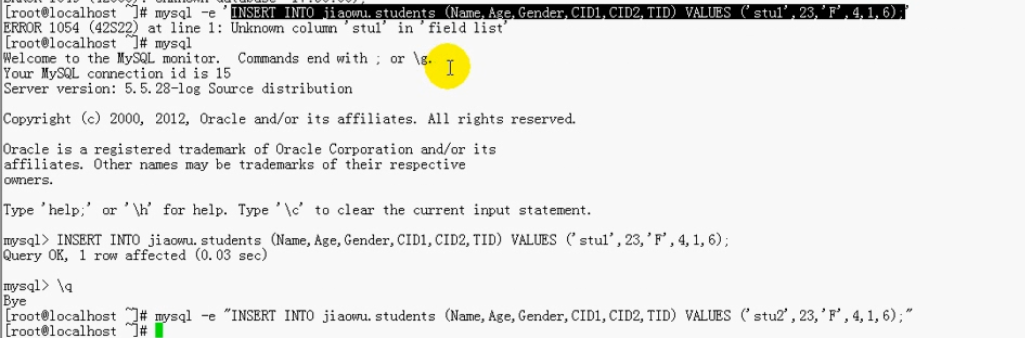 [root@localhost ~]# mysql -e 'INSERT INTO jiaowu.students (Name,Age,Gender,CID1,CID2,TID) VALUES ('stu1',23,'F',4,1,6);'
ERROR 1054 (42S22) at line 1: Unknown column 'stu1' in 'field list'
[root@localhost ~]# mysql
Welcome to the MySQL monitor.  Commands end with ; or \g.
Your MySQL connection id is 15
Server version: 5.5.28-log Source distribution
Copyright (c) 2000, 2012, Oracle and/or its affiliates. All rights reserved.
Oracle is a registered trademark of Oracle Corporation and/or its
affiliates. Other names may be trademarks of their respective
owners.
Type 'help;' or '\h' for help. Type '\c' to clear the current input statement.
mysql> INSERT INTO jiaowu.students (Name,Age,Gender,CID1,CID2,TID) VALUES ('stu1',23,'F',4,1,6);
Query OK, 1 row affected (0.03 sec)
mysql> \q
Bye
[root@localhost ~]# mysql -e "INSERT INTO jiaowu.students (Name,Age,Gender,CID1,CID2,TID) VALUES ('stu2',23,'F',4,1,6);"
[root@localhost ~]#